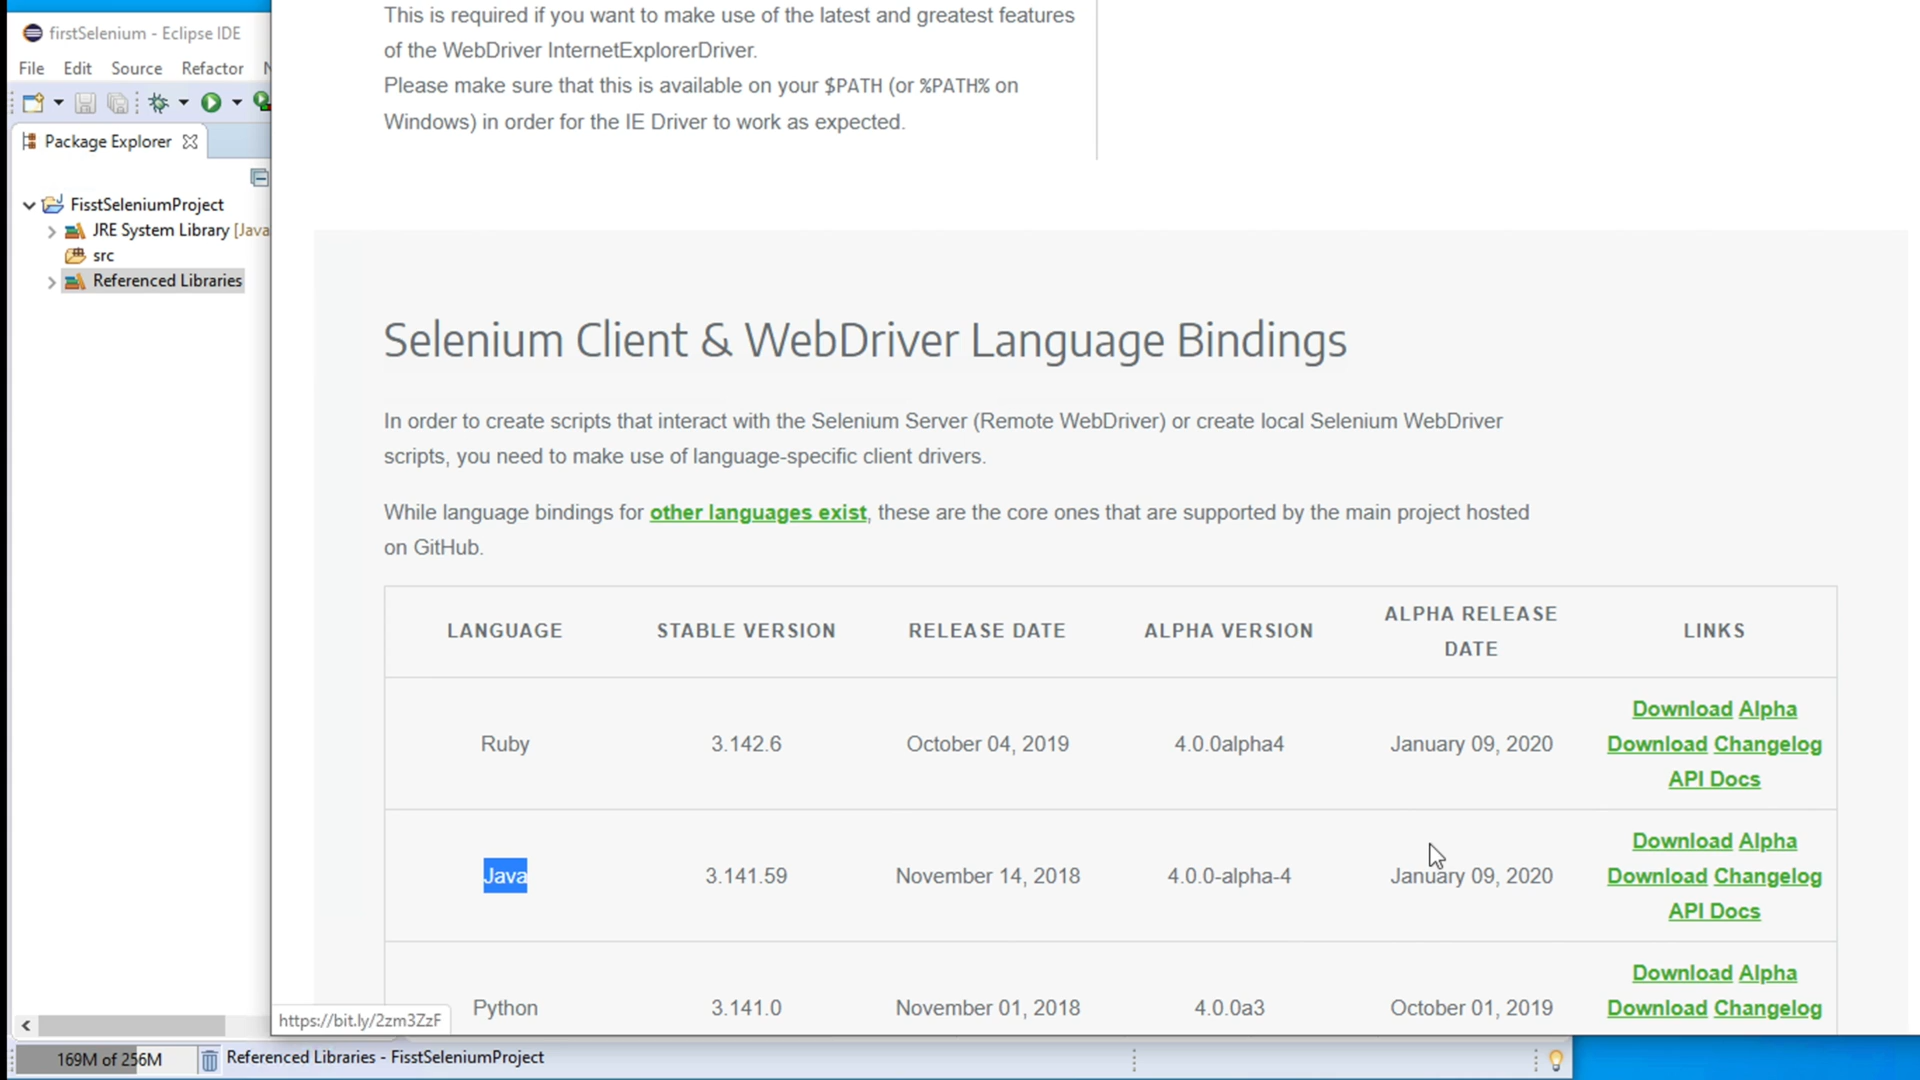 firstSelenium - Eclipse IDE
File Edit Source Refactor
Package Explorer
FisstSeleniumProject
JRE System Library [Java
src
Referenced Libraries
This is required if you want to make use of the latest and greatest features
of the WebDriver InternetExplorerDriver.
Please make sure that this is available on your $PATH (or %PATH% on
Windows) in order for the IE Driver to work as expected.
Selenium Client & WebDriver Language Bindings
In order to create scripts that interact with the Selenium Server (Remote WebDriver) or create local Selenium WebDriver
scripts, you need to make use of language-specific client drivers.
While language bindings for other languages exist, these are the core ones that are supported by the main project hosted
on GitHub.
LANGUAGE STABLE VERSION RELEASE DATE ALPHA VERSION ALPHA RELEASE
DATE LINKS
Ruby 3.142.6 October 04, 2019 4.0.0alpha4 January 09, 2020 Download Alpha
Download Changelog
API Docs
Java 3.141.59 November 14, 2018 4.0.0-alpha-4 January 09, 2020 Download Alpha
Download Changelog
API Docs
Python 3.141.0 November 01, 2018 4.0.0a3 October 01, 2019 Download Alpha
Download Changelog
https://bit.ly/2zm3ZzF
169M of 256M Referenced Libraries - FisstSeleniumProject